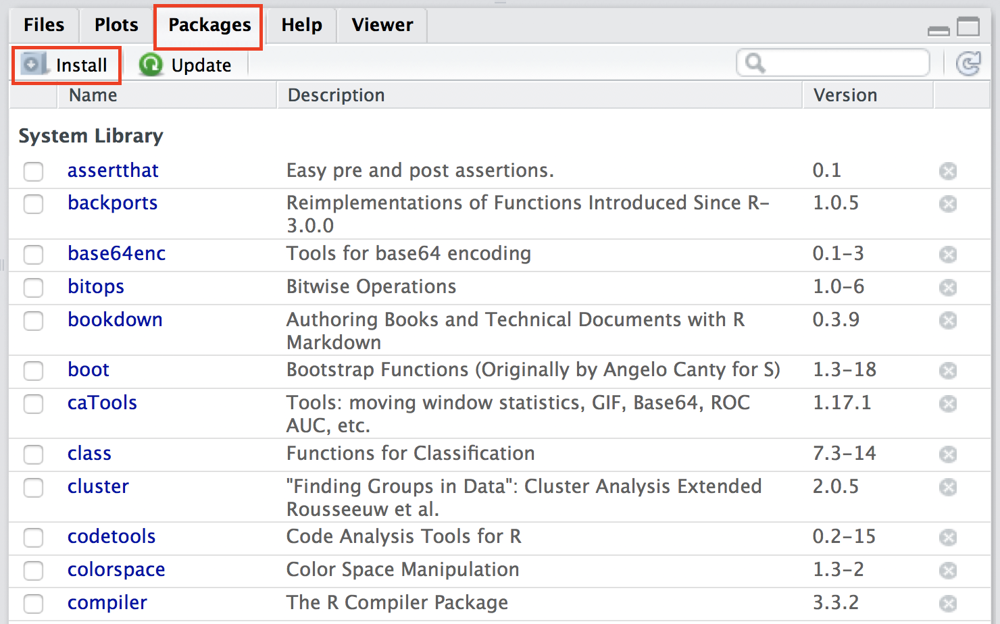 Files Plots Packages Help Viewer
Install Update
Name Description Version
System Library
assertthat Easy pre and post assertions. 0.1
backports Reimplementations of Functions Introduced Since R- 1.0.5
3.0.0
base64enc Tools for base64 encoding 0.1-3
bitops Bitwise Operations 1.0-6
bookdown Authoring Books and Technical Documents with R 0.3.9
Markdown
boot Bootstrap Functions (Originally by Angelo Canty for S) 1.3-18
caTools Tools: moving window statistics, GIF, Base64, ROC 1.17.1
AUC, etc.
class Functions for Classification 7.3-14
cluster "Finding Groups in Data": Cluster Analysis Extended 2.0.5
Rousseeuw et al.
codetools Code Analysis Tools for R 0.2-15
colorspace Color Space Manipulation 1.3-2
compiler The R Compiler Package 3.3.2